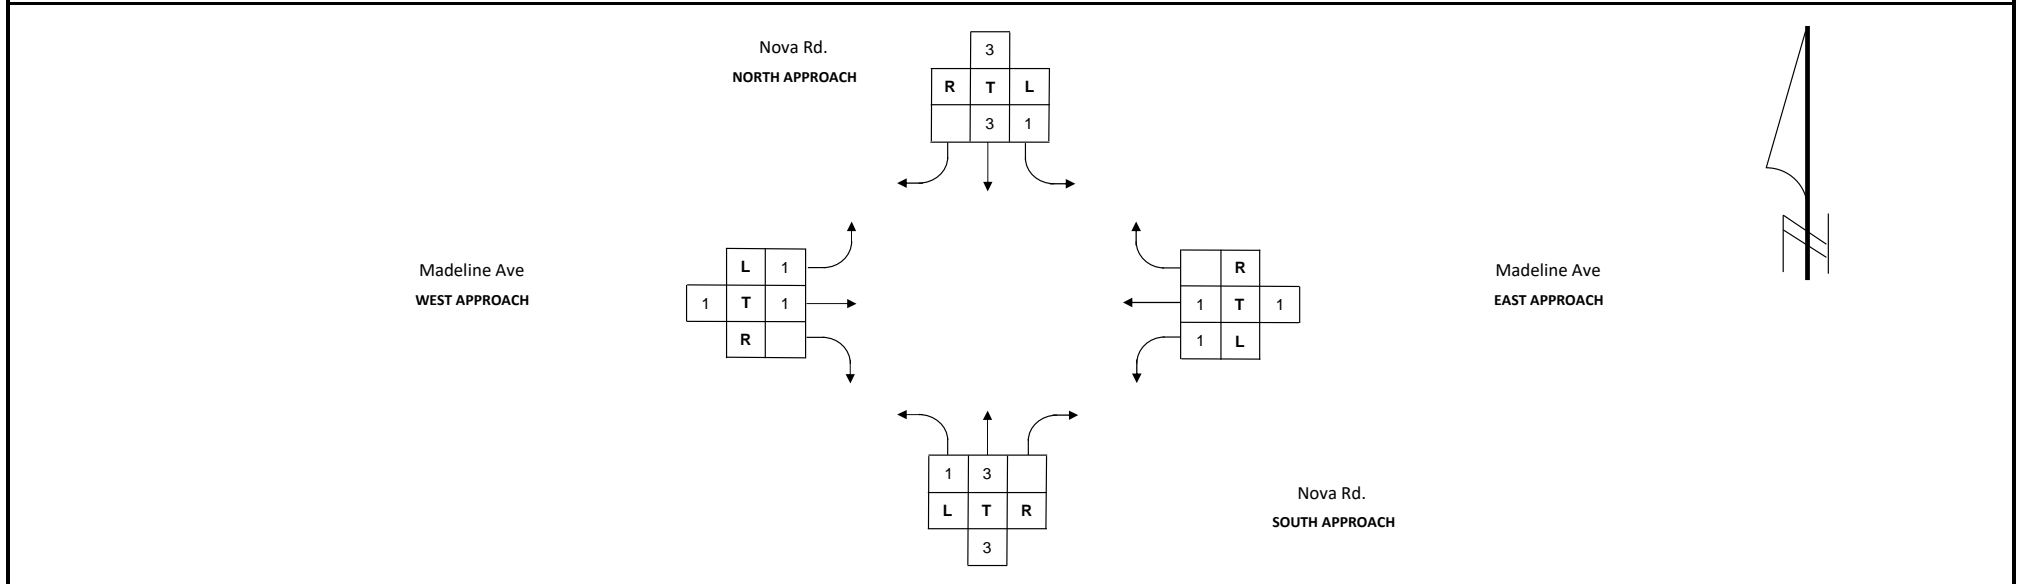 3
Nova Rd.
NORTH APPROACH
R T L
3 1
L 1
Madeline Ave
WEST APPROACH
1 T 1
R
R
1 T 1
1 L
Madeline Ave
EAST APPROACH
N
1 3
L T R
3
Nova Rd.
SOUTH APPROACH